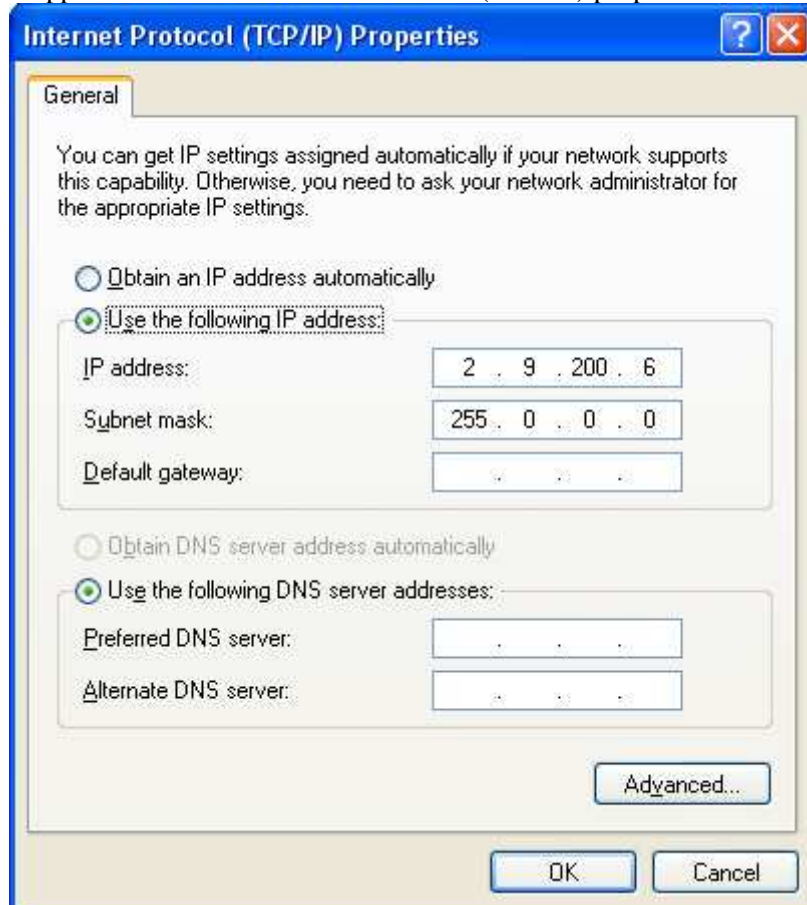 Internet Protocol (TCP/IP) Properties
General
You can get IP settings assigned automatically if your network supports
this capability. Otherwise, you need to ask your network administrator for
the appropriate IP settings.
Obtain an IP address automatically
Use the following IP address:
IP address: 2 . 9 . 200 . 6
Subnet mask: 255 . 0 . 0 . 0
Default gateway: . . .
Obtain DNS server address automatically
Use the following DNS server addresses:
Preferred DNS server: . . .
Alternate DNS server: . . .
Advanced...
OK Cancel